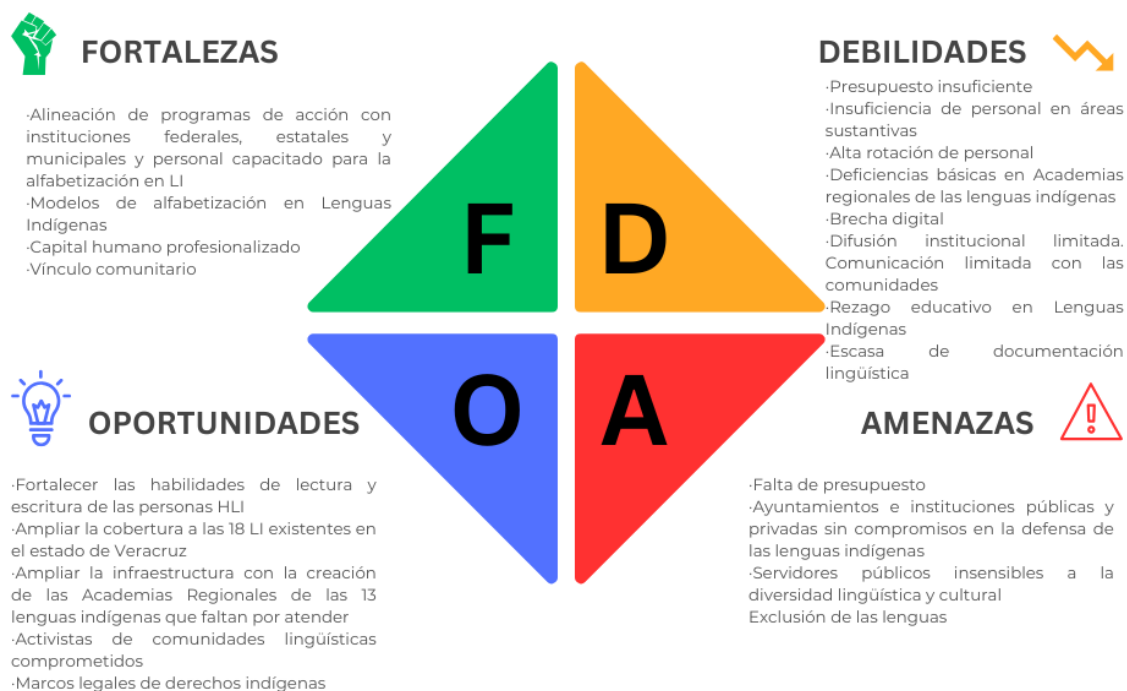 FORTALEZAS
·Alineación de programas de acción con
instituciones federales, estatales y
municipales y personal capacitado para la
alfabetización en LI
·Modelos de alfabetización en Lenguas
Indígenas
·Capital humano profesionalizado
·Vínculo comunitario
DEBILIDADES
·Presupuesto insuficiente
·Insuficiencia de personal en áreas
sustantivas
·Alta rotación de personal
·Deficiencias básicas en Academias
regionales de las lenguas indígenas
·Brecha digital
·Difusión institucional limitada.
Comunicación limitada con las
comunidades
·Rezago educativo en Lenguas
Indígenas
·Escasa de documentación
lingüística
F
D
O
A
OPORTUNIDADES
·Fortalecer las habilidades de lectura y
escritura de las personas HLI
·Ampliar la cobertura a las 18 LI existentes en
el estado de Veracruz
·Ampliar la infraestructura con la creación
de las Academias Regionales de las 13
lenguas indígenas que faltan por atender
·Activistas de comunidades lingüísticas
comprometidos
·Marcos legales de derechos indígenas
AMENAZAS
·Falta de presupuesto
·Ayuntamientos e instituciones públicas y
privadas sin compromisos en la defensa de
las lenguas indígenas
·Servidores públicos insensibles a la
diversidad lingüística y cultural
Exclusión de las lenguas